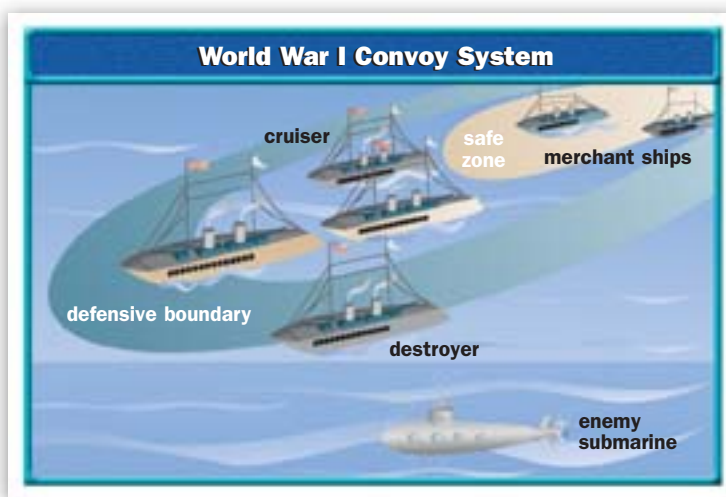 World War I Convoy System
cruiser
safe
zone
merchant ships
defensive boundary
destroyer
enemy
submarine